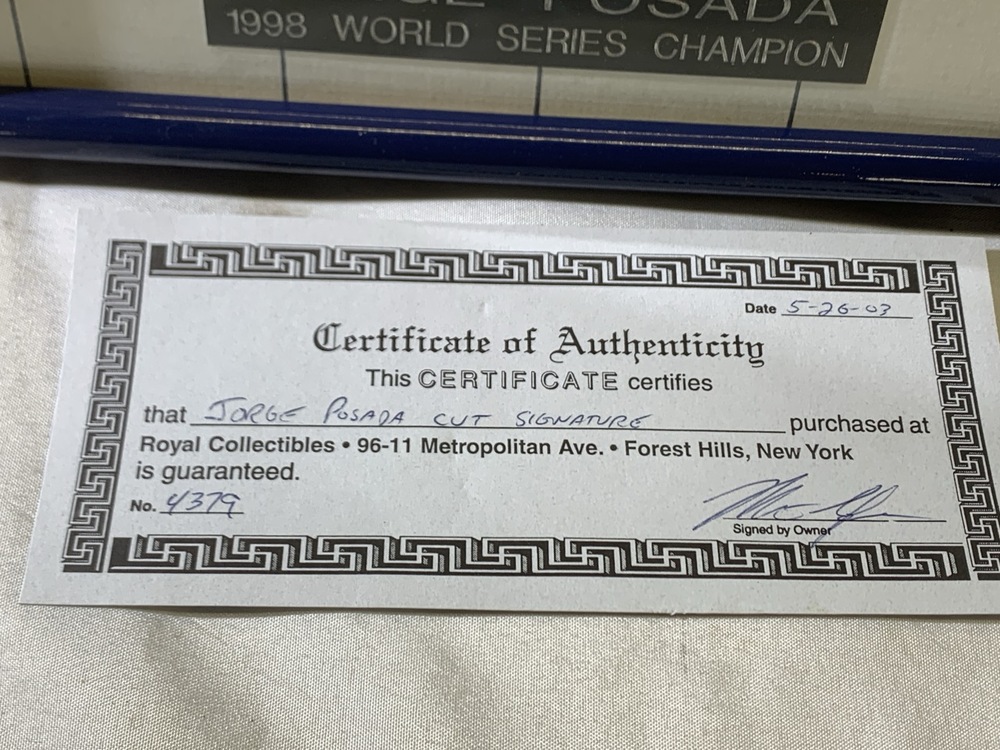 POSADA
1998 WORLD SERIES CHAMPION
Date 5-26-03
Certificate of Authenticity
This CERTIFICATE certifies
that JORGE POSADA CUT SIGNATURE purchased at
Royal Collectibles • 96-11 Metropolitan Ave. • Forest Hills, New York
is guaranteed.
No. 4379
Signed by Owner